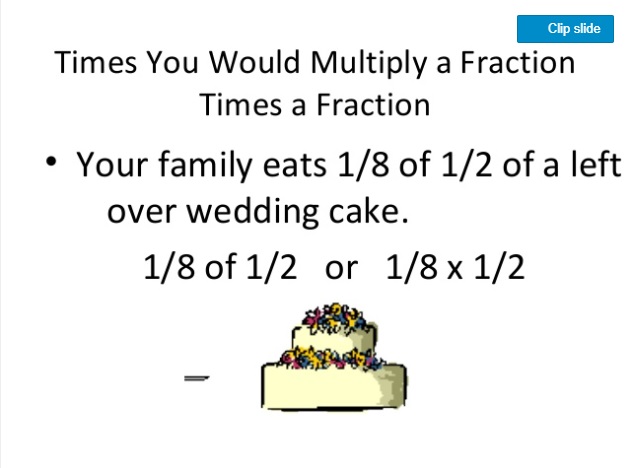 Clip slide
Times You Would Multiply a Fraction
Times a Fraction
• Your family eats 1/8 of 1/2 of a left
over wedding cake.
1/8 of 1/2 or 1/8 x 1/2
=